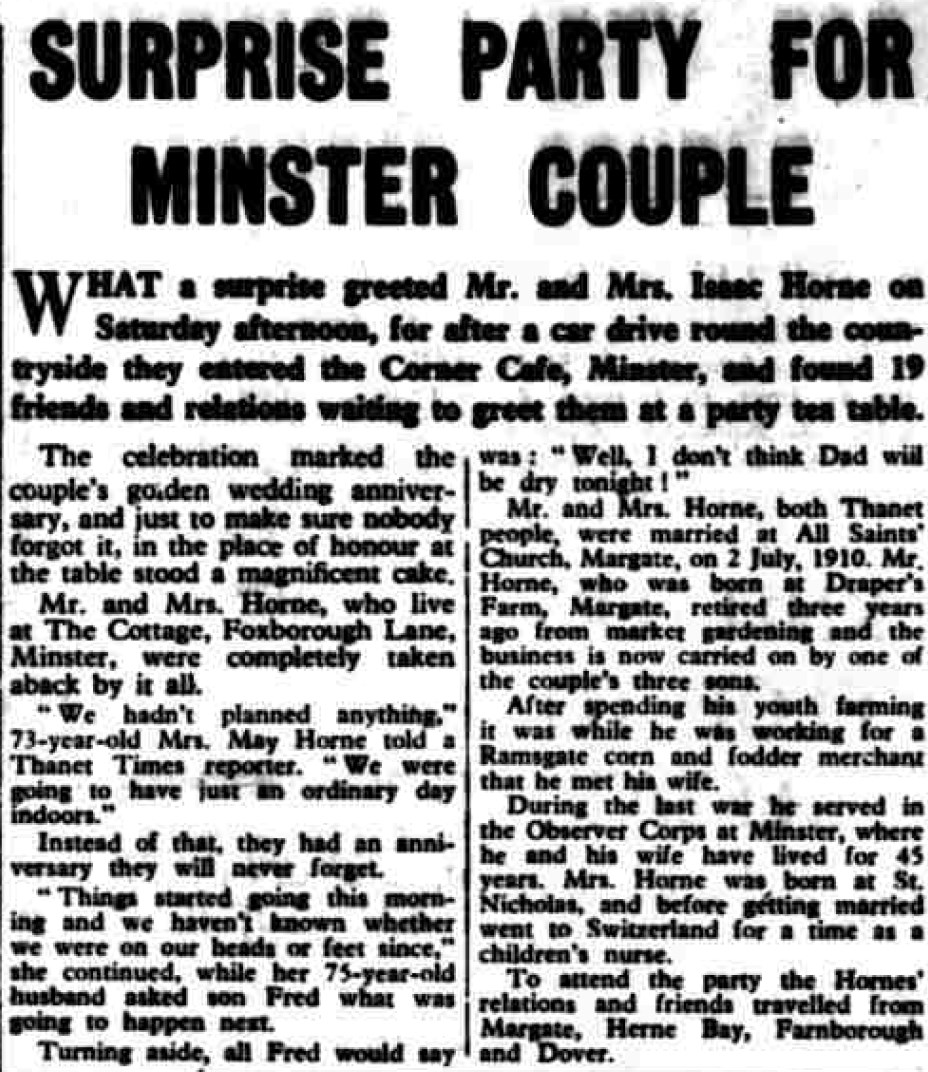 SURPRISE PARTY FOR
MINSTER COUPLE
WHAT a surprise greeted Mr. and Mrs. Isaac Horne on
Saturday afternoon, for after a car drive round the coun-
tryside they entered the Corner Cafe, Minster, and found 19
friends and relations waiting to greet them at a party tea table.
The celebration marked the
couple's golden wedding anniver-
sary, and just to make sure nobody
forgot it, in the place of honour at
the table stood a magnificent cake.
Mr. and Mrs. Horne, who live
at The Cottage, Foxborough Lane,
Minster, were completely taken
aback by it all.
"We hadn't planned anything,"
73-year-old Mrs. May Horne told a
Thanet Times reporter. "We were
going to have just an ordinary day
indoors."
Instead of that, they had an anni-
versary they will never forget.
"Things started going this morn-
ing and we haven't known whether
we were on our heads or feet since,"
she continued, while her 75-year-old
husband asked son Fred what was
going to happen next.
Turning aside, all Fred would say
was: "Well, I don't think Dad will
be dry tonight!"
Mr. and Mrs. Horne, both Thanet
people, were married at All Saints'
Church, Margate, on 2 July, 1910. Mr.
Horne, who was born at Draper's
Farm, Margate, retired three years
ago from market gardening and the
business is now carried on by one of
the couple's three sons.
After spending his youth farming
it was while he was working for a
Ramsgate corn and fodder merchant
that he met his wife.
During the last war he served in
the Observer Corps at Minster, where
he and his wife have lived for 45
years. Mrs. Horne was born at St.
Nicholas, and before getting married
went to Switzerland for a time as a
children's nurse.
To attend the party the Hornes'
relations and friends travelled from
Margate, Herne Bay, Farnborough
and Dover.